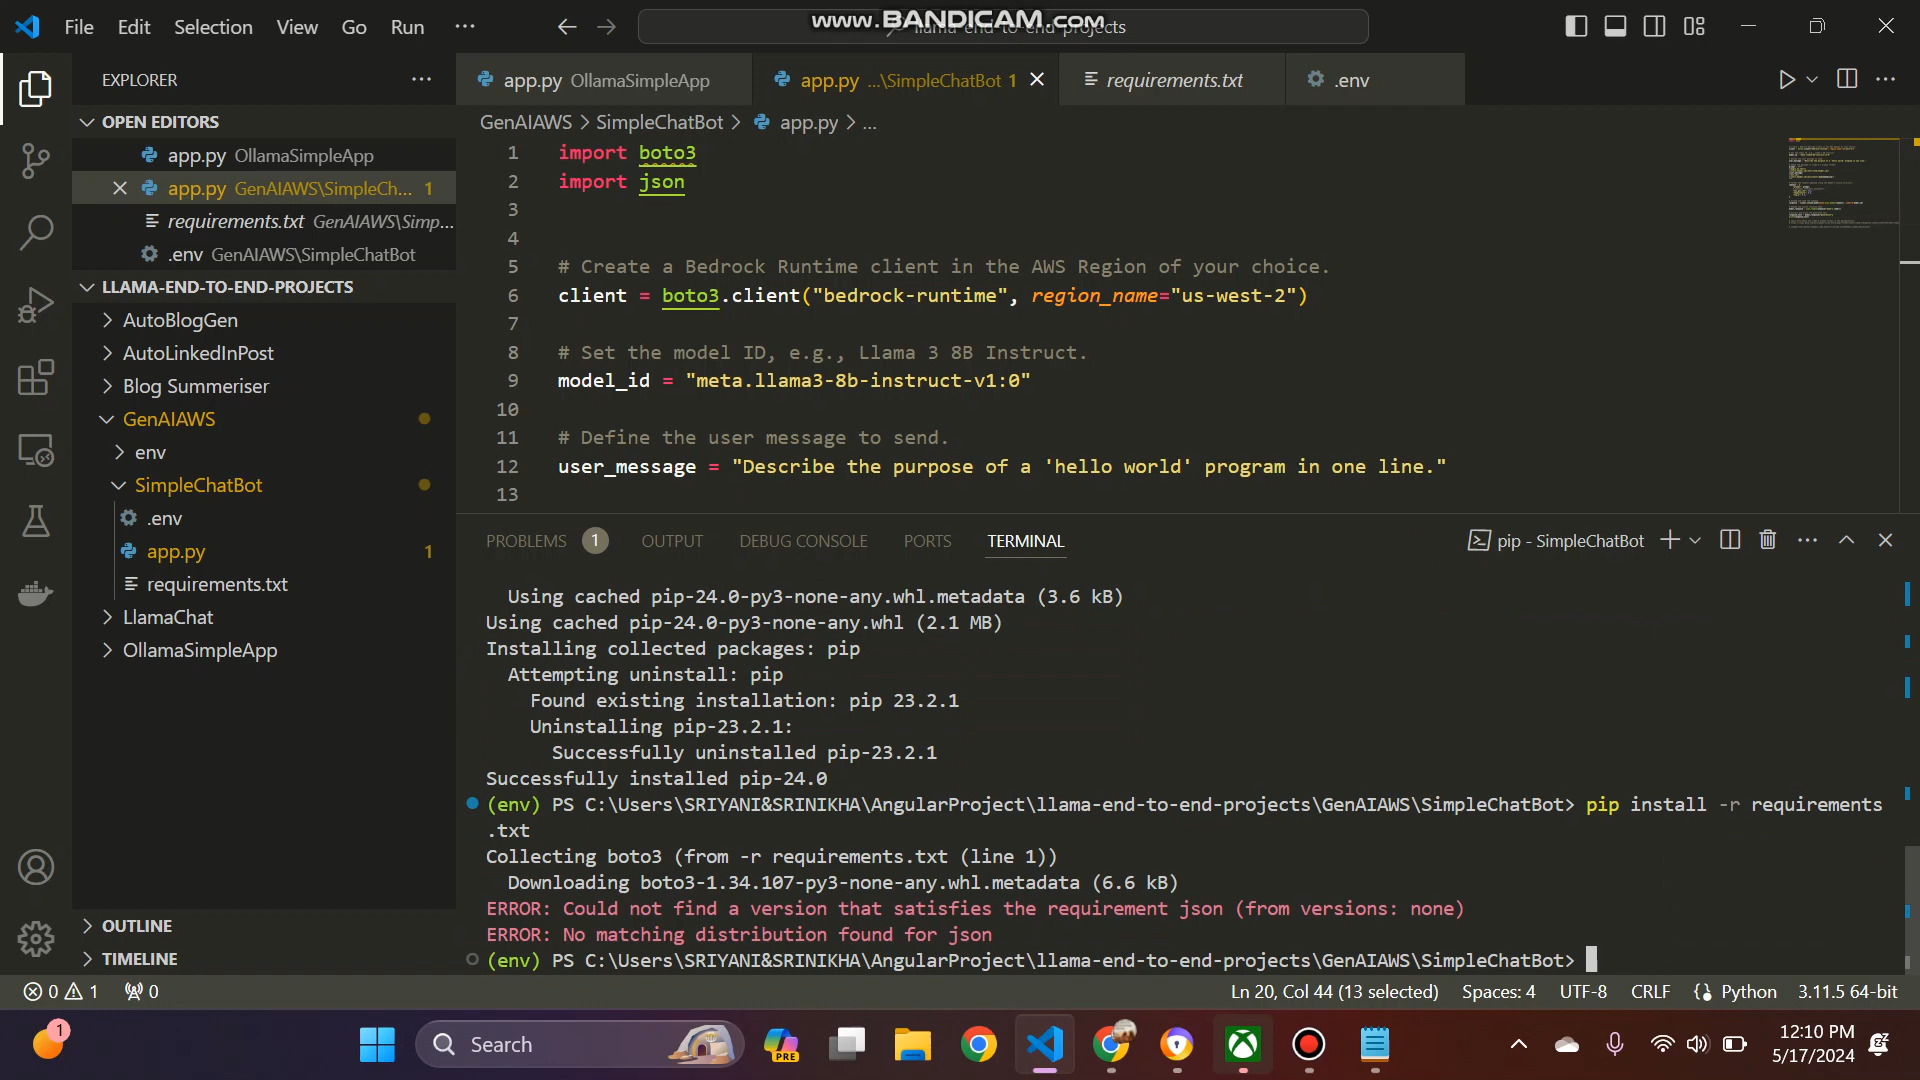 File Edit Selection View Go Run
www.BANDICAM.com
llama-end-to-end-projects
EXPLORER
OPEN EDITORS
app.py OllamaSimpleApp
app.py GenAIAWS\SimpleCh... 1
requirements.txt GenAIAWS\Simp...
.env GenAIAWS\SimpleChatBot
LLAMA-END-TO-END-PROJECTS
AutoBlogGen
AutoLinkedInPost
Blog Summeriser
GenAIAWS
env
SimpleChatBot
.env
app.py 1
requirements.txt
LlamaChat
OllamaSimpleApp
OUTLINE
TIMELINE
app.py OllamaSimpleApp
app.py ...\SimpleChatBot 1
requirements.txt
.env
GenAIAWS > SimpleChatBot > app.py > ...
1 import boto3
2 import json
3
4
5 # Create a Bedrock Runtime client in the AWS Region of your choice.
6 client = boto3.client("bedrock-runtime", region_name="us-west-2")
7
8 # Set the model ID, e.g., Llama 3 8B Instruct.
9 model_id = "meta.llama3-8b-instruct-v1:0"
10
11 # Define the user message to send.
12 user_message = "Describe the purpose of a 'hello world' program in one line."
13
PROBLEMS 1 OUTPUT DEBUG CONSOLE PORTS TERMINAL
pip - SimpleChatBot
Using cached pip-24.0-py3-none-any.whl.metadata (3.6 kB)
Using cached pip-24.0-py3-none-any.whl (2.1 MB)
Installing collected packages: pip
Attempting uninstall: pip
Found existing installation: pip 23.2.1
Uninstalling pip-23.2.1:
Successfully uninstalled pip-23.2.1
Successfully installed pip-24.0
(env) PS C:\Users\SRIYANI&SRINIKHA\AngularProject\llama-end-to-end-projects\GenAIAWS\SimpleChatBot> pip install -r requirements
.txt
Collecting boto3 (from -r requirements.txt (line 1))
Downloading boto3-1.34.107-py3-none-any.whl.metadata (6.6 kB)
ERROR: Could not find a version that satisfies the requirement json (from versions: none)
ERROR: No matching distribution found for json
(env) PS C:\Users\SRIYANI&SRINIKHA\AngularProject\llama-end-to-end-projects\GenAIAWS\SimpleChatBot>
0 1 0
Ln 20, Col 44 (13 selected) Spaces: 4 UTF-8 CRLF Python 3.11.5 64-bit
1
Search
PRE
12:10 PM
5/17/2024